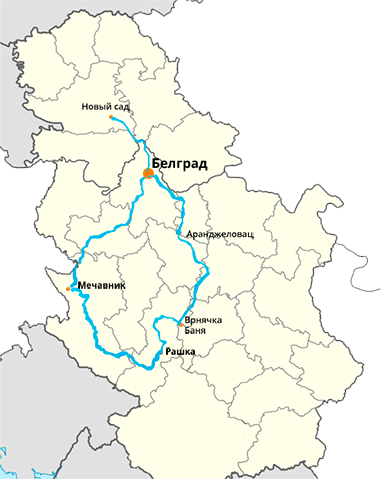 Новый сад
Белград
Аранджеловац
Мечавник
Врнячка
Баня
Рашка